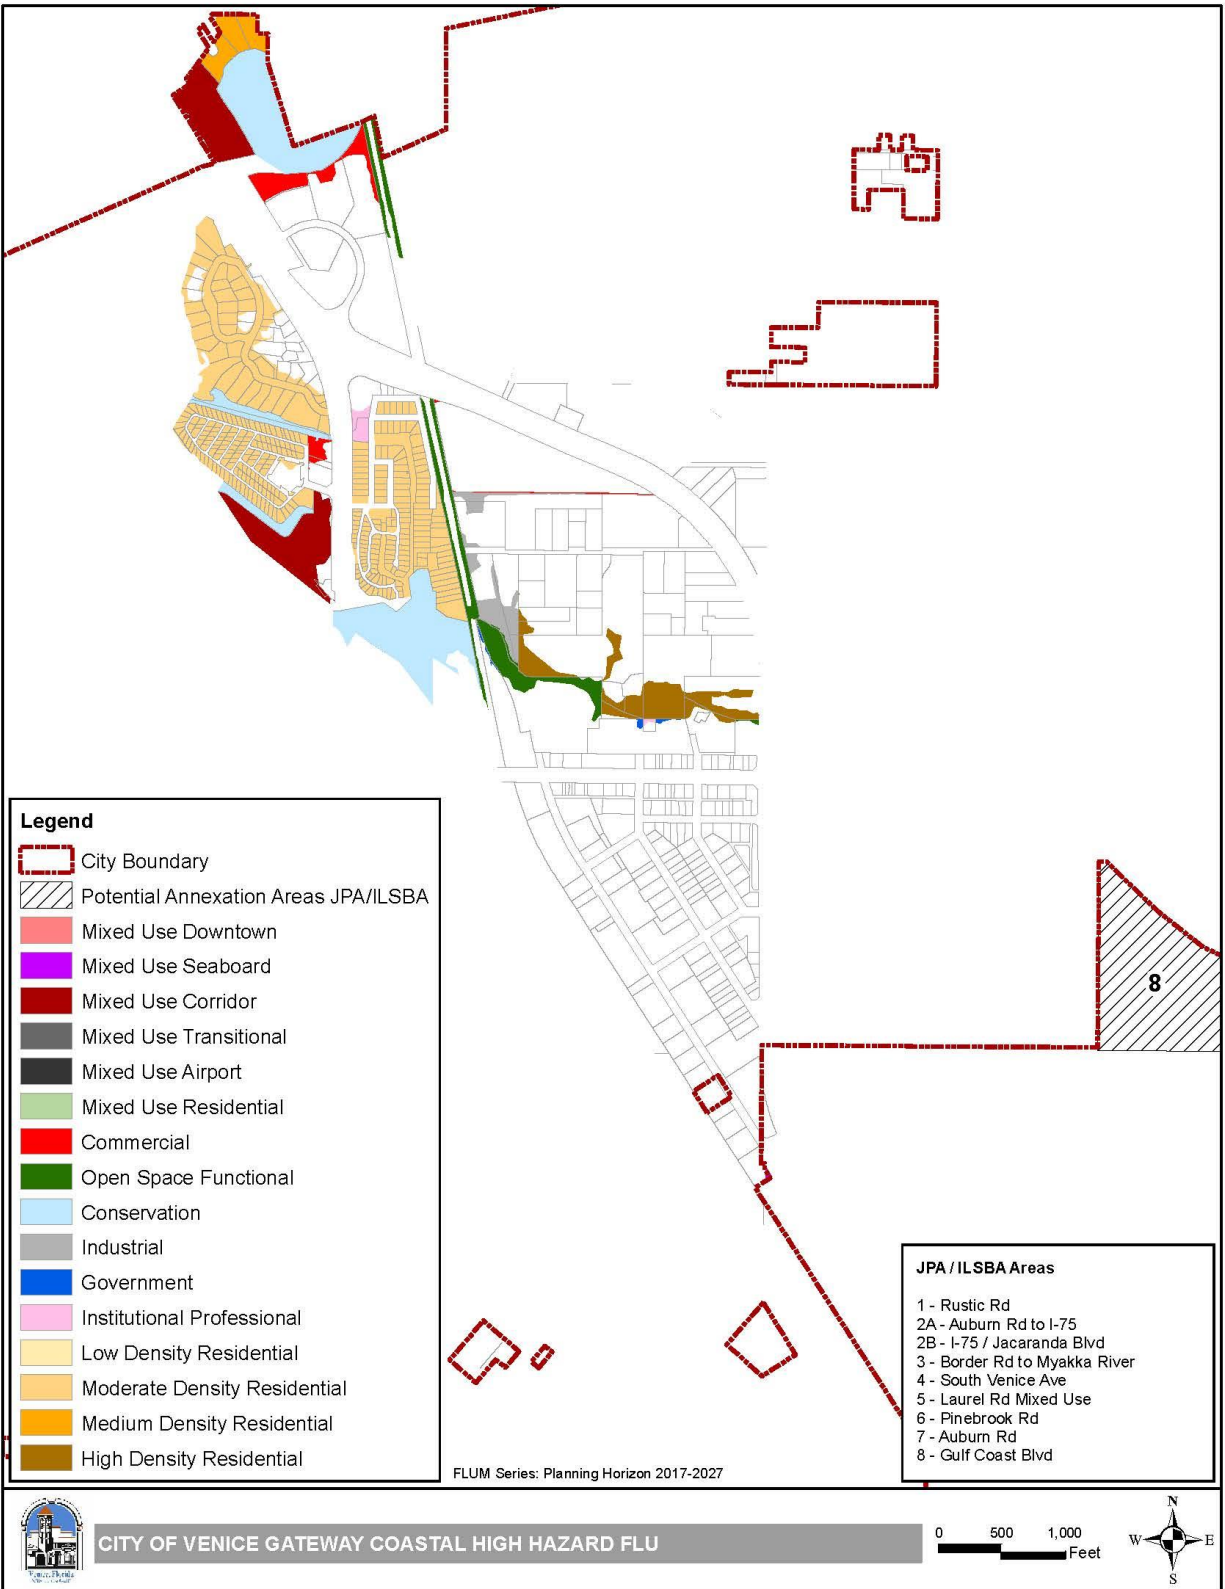 8
Legend
City Boundary
Potential Annexation Areas JPA/ILSBA
Mixed Use Downtown
Mixed Use Seaboard
Mixed Use Corridor
Mixed Use Transitional
Mixed Use Airport
Mixed Use Residential
Commercial
Open Space Functional
Conservation
Industrial
Government
Institutional Professional
Low Density Residential
Moderate Density Residential
Medium Density Residential
High Density Residential
FLUM Series: Planning Horizon 2017-2027
JPA / ILSBA Areas
1 - Rustic Rd
2A - Auburn Rd to I-75
2B - I-75 / Jacaranda Blvd
3 - Border Rd to Myakka River
4 - South Venice Ave
5 - Laurel Rd Mixed Use
6 - Pinebrook Rd
7 - Auburn Rd
8 - Gulf Coast Blvd
Venice, Florida
CITY OF VENICE GATEWAY COASTAL HIGH HAZARD FLU
0 500 1,000
Feet
N
W E
S